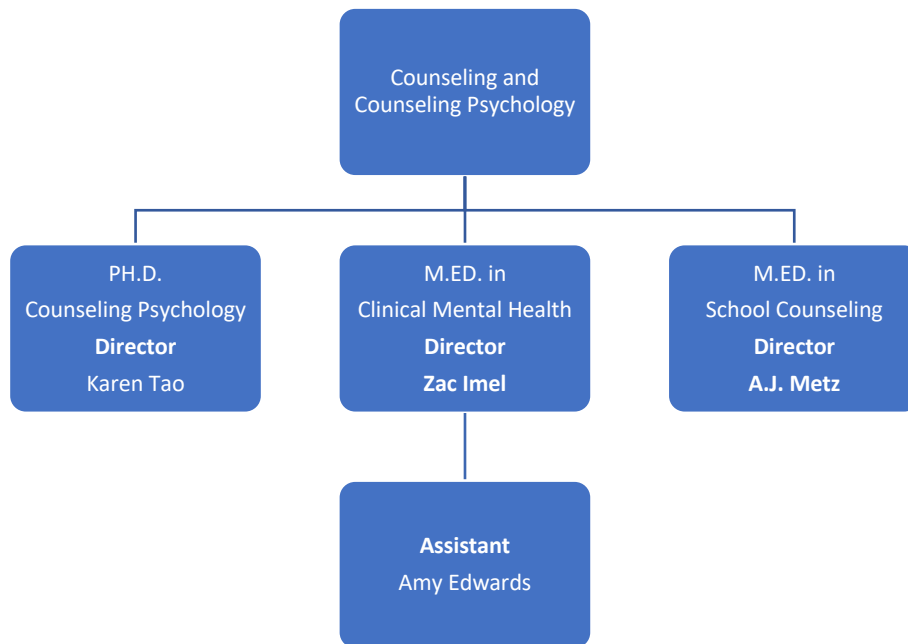 Counseling and
Counseling Psychology
PH.D.
Counseling Psychology
Director
Karen Tao
M.ED. in
Clinical Mental Health
Director
Zac Imel
M.ED. in
School Counseling
Director
A.J. Metz
Assistant
Amy Edwards